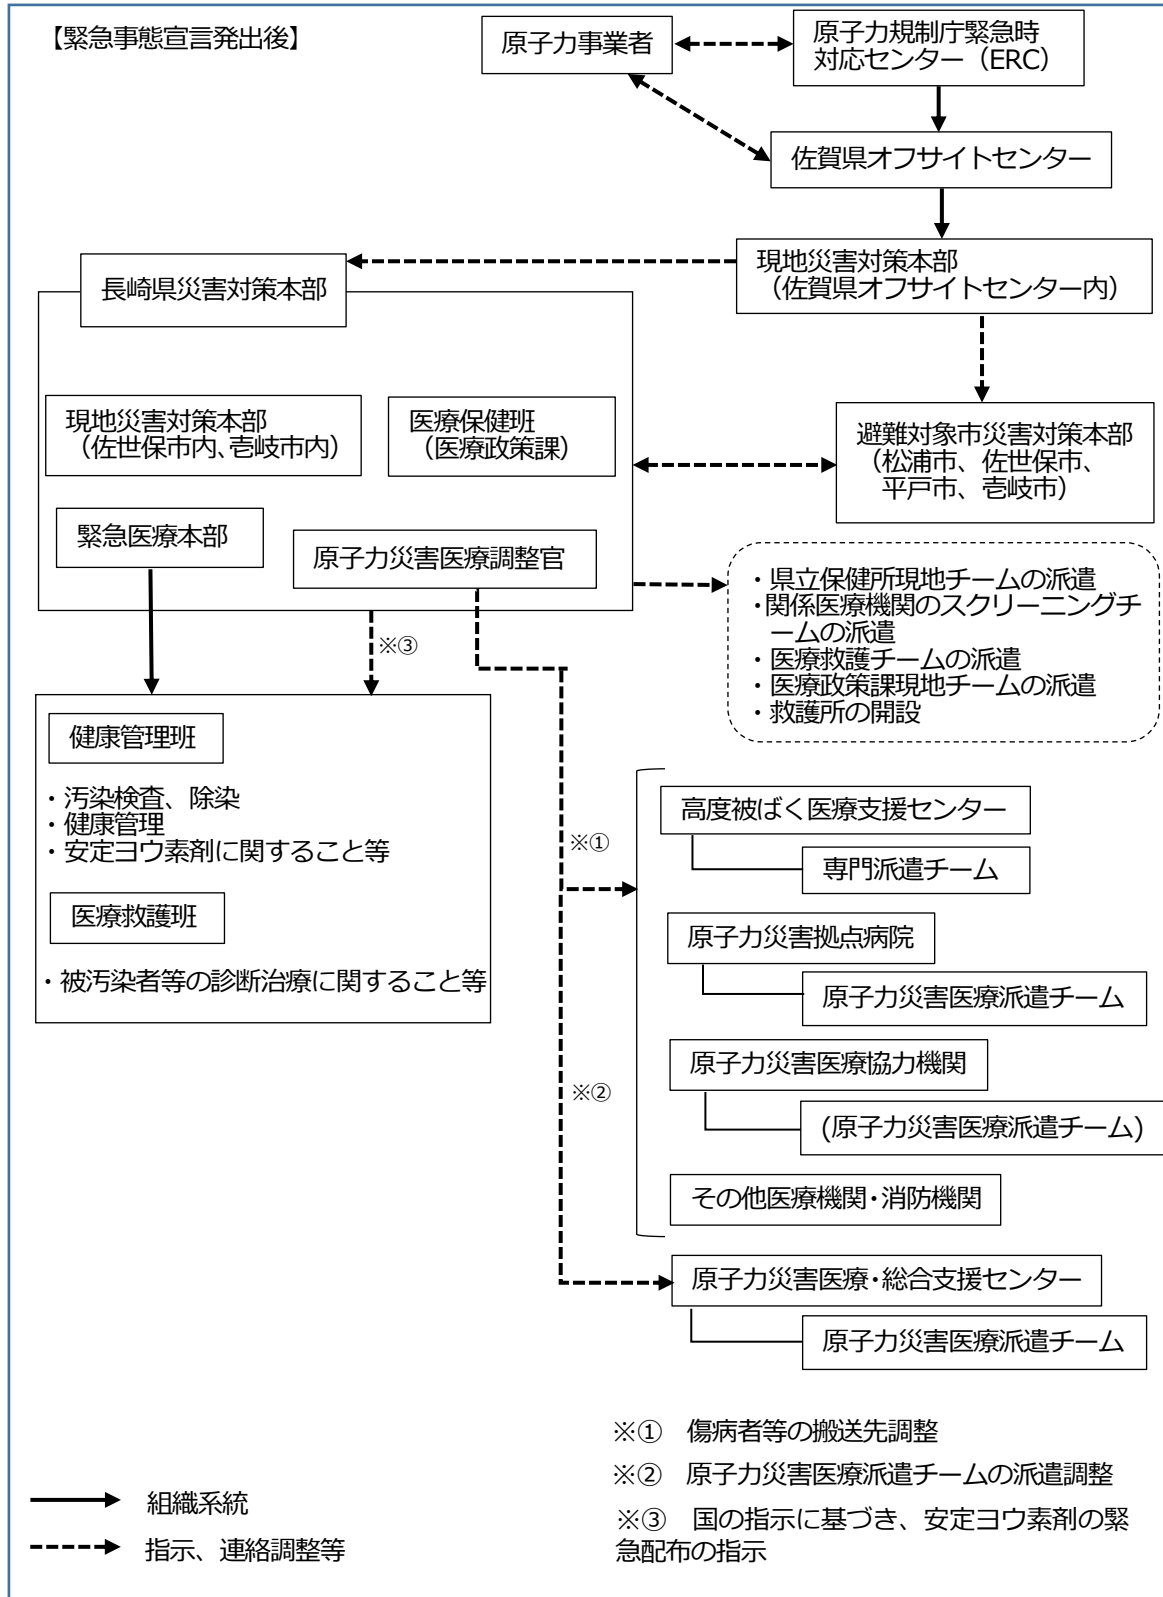 【緊急事態宣言発出後】
原子力事業者
原子力規制庁緊急時
対応センター（ERC）
佐賀県オフサイトセンター
現地災害対策本部
（佐賀県オフサイトセンター内）
長崎県災害対策本部
現地災害対策本部
（佐世保市内、壱岐市内）
医療保健班
（医療政策課）
避難対象市災害対策本部
（松浦市、佐世保市、
平戸市、壱岐市）
緊急医療本部
原子力災害医療調整官
・県立保健所現地チームの派遣
・関係医療機関のスクリーニングチ
ームの派遣
・医療救護チームの派遣
・医療政策課現地チームの派遣
・救護所の開設
※③
健康管理班
・汚染検査、除染
・健康管理
・安定ヨウ素剤に関すること等
医療救護班
・被汚染者等の診断治療に関すること等
※①
高度被ばく医療支援センター
専門派遣チーム
原子力災害拠点病院
原子力災害医療派遣チーム
※②
原子力災害医療協力機関
(原子力災害医療派遣チーム)
その他医療機関・消防機関
原子力災害医療・総合支援センター
原子力災害医療派遣チーム
※①　傷病者等の搬送先調整
※②　原子力災害医療派遣チームの派遣調整
※③　国の指示に基づき、安定ヨウ素剤の緊
急配布の指示
組織系統
指示、連絡調整等